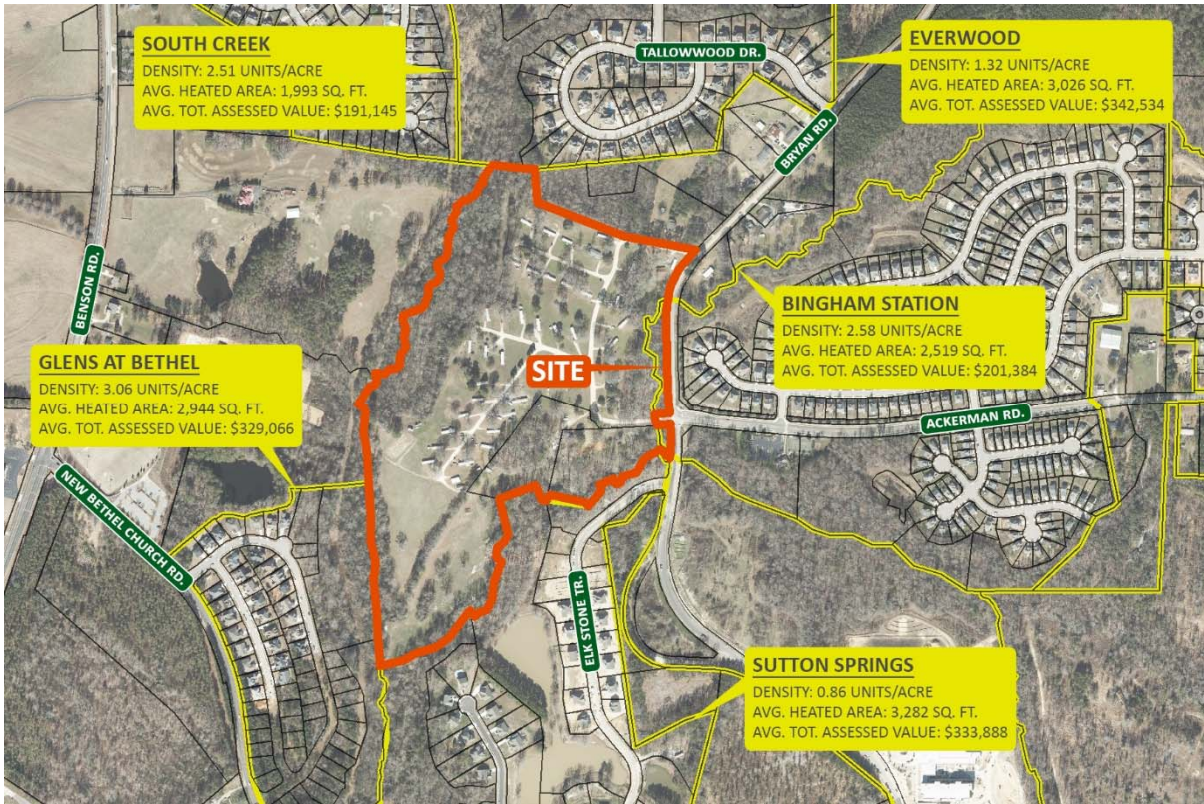 SOUTH CREEK
DENSITY: 2.51 UNITS/ACRE
AVG. HEATED AREA: 1,993 SQ. FT.
AVG. TOT. ASSESSED VALUE: $191,145
TALLOWWOOD DR.
EVERWOOD
DENSITY: 1.32 UNITS/ACRE
AVG. HEATED AREA: 3,026 SQ. FT.
AVG. TOT. ASSESSED VALUE: $342,534
BRYAN RD.
BENSON RD.
BINGHAM STATION
DENSITY: 2.58 UNITS/ACRE
AVG. HEATED AREA: 2,519 SQ. FT.
AVG. TOT. ASSESSED VALUE: $201,384
GLENS AT BETHEL
DENSITY: 3.06 UNITS/ACRE
AVG. HEATED AREA: 2,944 SQ. FT.
AVG. TOT. ASSESSED VALUE: $329,066
SITE
ACKERMAN RD.
NEW BETHEL CHURCH RD.
ELK STONE TR.
SUTTON SPRINGS
DENSITY: 0.86 UNITS/ACRE
AVG. HEATED AREA: 3,282 SQ. FT.
AVG. TOT. ASSESSED VALUE: $333,888